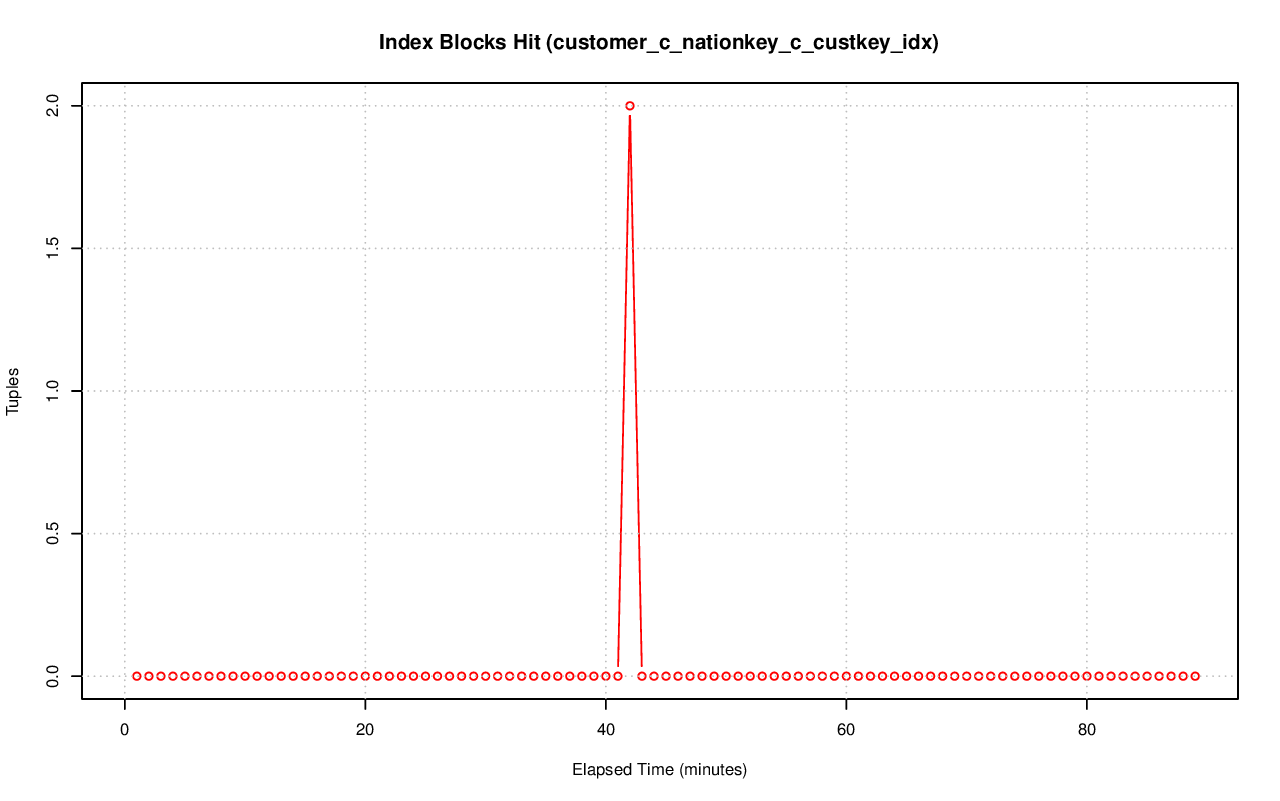 Index Blocks Hit (customer_c_nationkey_c_custkey_idx)
2.0
1.5
1.0
0.5
0.0
Tuples
0 20 40 60 80
Elapsed Time (minutes)